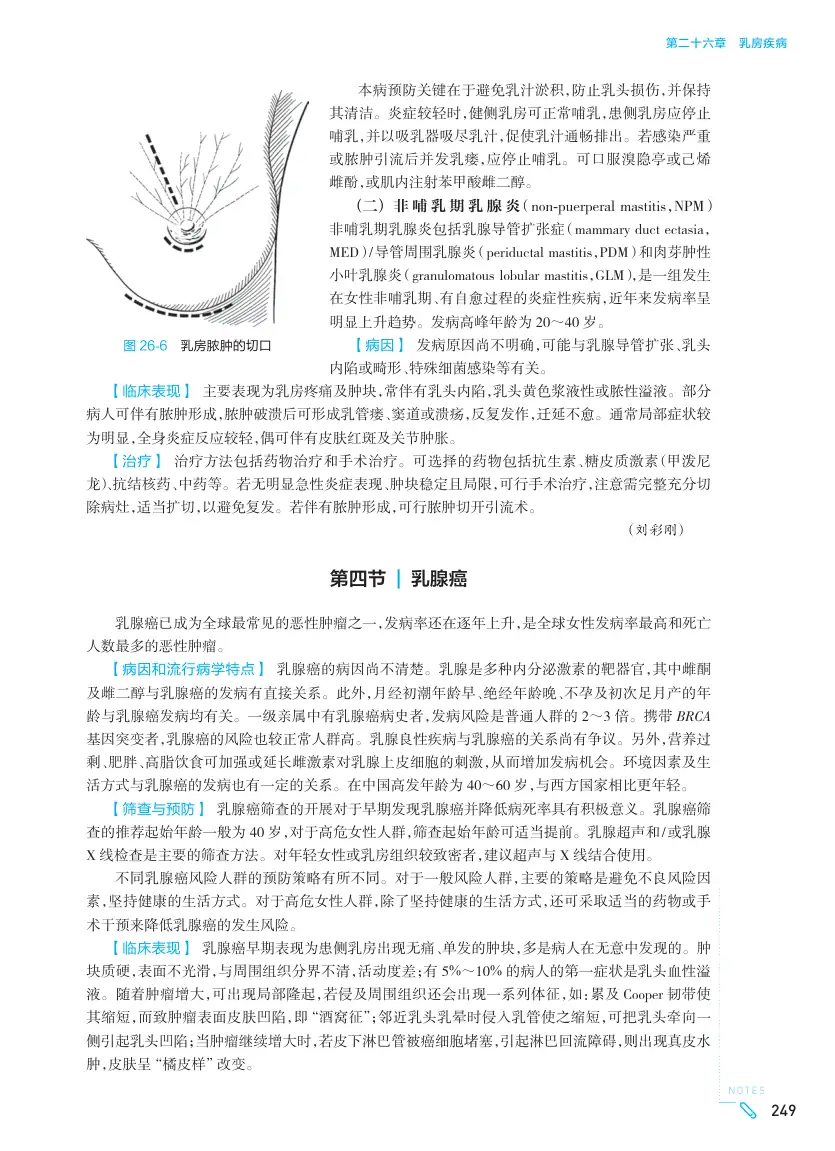 第二十六章 乳房疾病
本病预防关键在于避免乳汁淤积,防止乳头损伤,并保持
其清洁。炎症较轻时,健侧乳房可正常哺乳,患侧乳房应停止
哺乳,并以吸乳器吸尽乳汁,促使乳汁通畅排出。若感染严重
或脓肿引流后并发乳瘘,应停止哺乳。可口服溴隐亭或己烯
雌酚,或肌内注射苯甲酸雌二醇。
(二)非哺乳期乳腺炎(non-puerperal mastitis,NPM)
非哺乳期乳腺炎包括乳腺导管扩张症(mammary duct ectasia,
MED)/导管周围乳腺炎(periductal mastitis,PDM)和肉芽肿性
小叶乳腺炎(granulomatous lobular mastitis,GLM),是一组发生
在女性非哺乳期、有自愈过程的炎症性疾病,近年来发病率呈
明显上升趋势。发病高峰年龄为 20～40 岁。
图 26-6 乳房脓肿的切口
【病因】 发病原因尚不明确,可能与乳腺导管扩张、乳头
内陷或畸形、特殊细菌感染等有关。
【临床表现】 主要表现为乳房疼痛及肿块,常伴有乳头内陷,乳头黄色浆液性或脓性溢液。部分
病人可伴有脓肿形成,脓肿破溃后可形成乳管瘘、窦道或溃疡,反复发作,迁延不愈。通常局部症状较
为明显,全身炎症反应较轻,偶可伴有皮肤红斑及关节肿胀。
【治疗】 治疗方法包括药物治疗和手术治疗。可选择的药物包括抗生素、糖皮质激素(甲泼尼
龙)、抗结核药、中药等。若无明显急性炎症表现、肿块稳定且局限,可行手术治疗,注意需完整充分切
除病灶,适当扩切,以避免复发。若伴有脓肿形成,可行脓肿切开引流术。
(刘彩刚)
第四节 | 乳腺癌
乳腺癌已成为全球最常见的恶性肿瘤之一,发病率还在逐年上升,是全球女性发病率最高和死亡
人数最多的恶性肿瘤。
【病因和流行病学特点】 乳腺癌的病因尚不清楚。乳腺是多种内分泌激素的靶器官,其中雌酮
及雌二醇与乳腺癌的发病有直接关系。此外,月经初潮年龄早、绝经年龄晚、不孕及初次足月产的年
龄与乳腺癌发病均有关。一级亲属中有乳腺癌病史者,发病风险是普通人群的 2～3 倍。携带 BRCA
基因突变者,乳腺癌的风险也较正常人群高。乳腺良性疾病与乳腺癌的关系尚有争议。另外,营养过
剩、肥胖、高脂饮食可加强或延长雌激素对乳腺上皮细胞的刺激,从而增加发病机会。环境因素及生
活方式与乳腺癌的发病也有一定的关系。在中国高发年龄为 40～60 岁,与西方国家相比更年轻。
【筛查与预防】 乳腺癌筛查的开展对于早期发现乳腺癌并降低病死率具有积极意义。乳腺癌筛
查的推荐起始年龄一般为 40 岁,对于高危女性人群,筛查起始年龄可适当提前。乳腺超声和/或乳腺
X 线检查是主要的筛查方法。对年轻女性或乳房组织较致密者,建议超声与 X 线结合使用。
不同乳腺癌风险人群的预防策略有所不同。对于一般风险人群,主要的策略是避免不良风险因
素,坚持健康的生活方式。对于高危女性人群,除了坚持健康的生活方式,还可采取适当的药物或手
术干预来降低乳腺癌的发生风险。
【临床表现】 乳腺癌早期表现为患侧乳房出现无痛、单发的肿块,多是病人在无意中发现的。肿
块质硬,表面不光滑,与周围组织分界不清,活动度差;有 5%～10% 的病人的第一症状是乳头血性溢
液。随着肿瘤增大,可出现局部隆起,若侵及周围组织还会出现一系列体征,如:累及 Cooper 韧带使
其缩短,而致肿瘤表面皮肤凹陷,即“酒窝征”;邻近乳头乳晕时侵入乳管使之缩短,可把乳头牵向一
侧引起乳头凹陷;当肿瘤继续增大时,若皮下淋巴管被癌细胞堵塞,引起淋巴回流障碍,则出现真皮水
肿,皮肤呈“橘皮样”改变。
NOTES
249